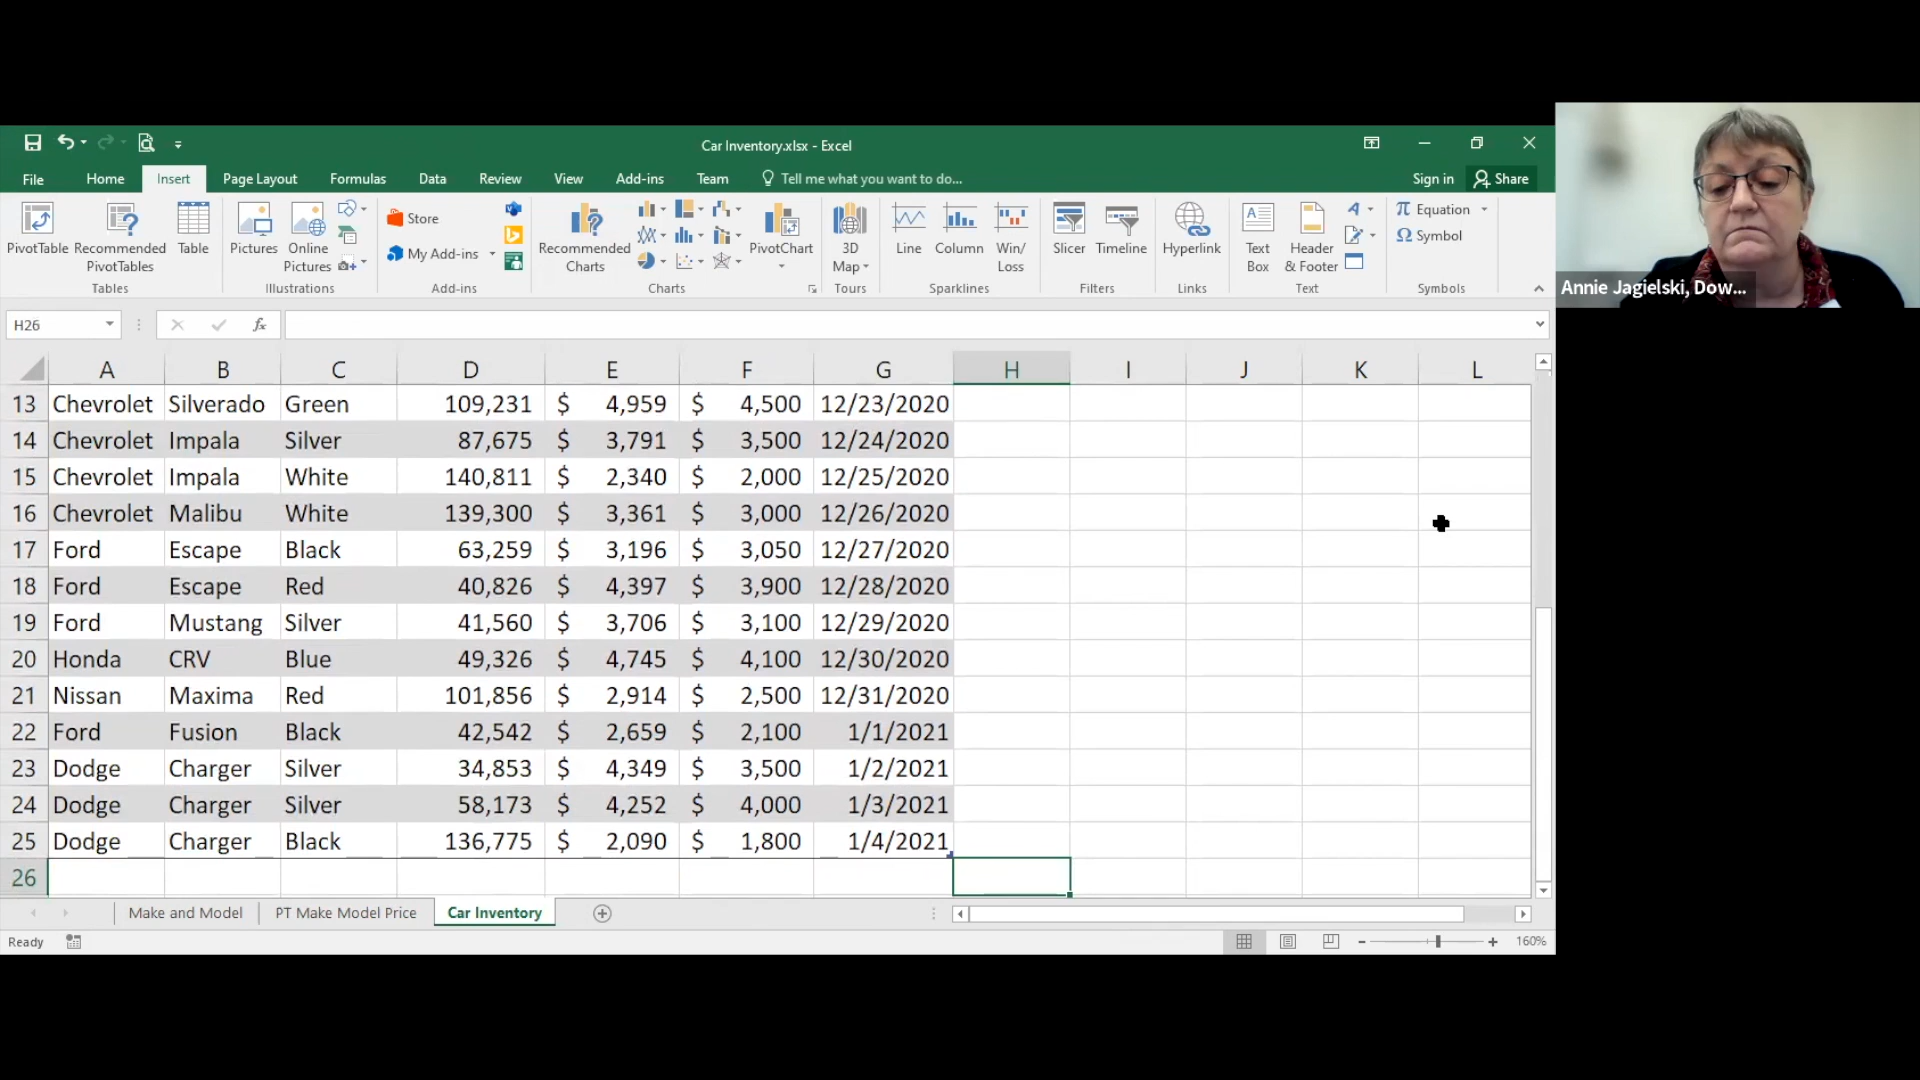 Car Inventory.xlsx - Excel
File Home Insert Page Layout Formulas Data Review View Add-ins Team Tell me what you want to do... Sign in Share
PivotTable Recommended PivotTables Table Pictures Online Pictures Store My Add-ins Recommended Charts PivotChart 3D Map Line Column Win/Loss Slicer Timeline Hyperlink Text Box Header & Footer Equation Symbol
Tables Illustrations Add-ins Charts Tours Sparklines Filters Links Text Symbols
Annie Jagielski, Dow...
H26 fx
A B C D E F G H I J K L
13 Chevrolet Silverado Green 109,231 $ 4,959 $ 4,500 12/23/2020
14 Chevrolet Impala Silver 87,675 $ 3,791 $ 3,500 12/24/2020
15 Chevrolet Impala White 140,811 $ 2,340 $ 2,000 12/25/2020
16 Chevrolet Malibu White 139,300 $ 3,361 $ 3,000 12/26/2020
17 Ford Escape Black 63,259 $ 3,196 $ 3,050 12/27/2020
18 Ford Escape Red 40,826 $ 4,397 $ 3,900 12/28/2020
19 Ford Mustang Silver 41,560 $ 3,706 $ 3,100 12/29/2020
20 Honda CRV Blue 49,326 $ 4,745 $ 4,100 12/30/2020
21 Nissan Maxima Red 101,856 $ 2,914 $ 2,500 12/31/2020
22 Ford Fusion Black 42,542 $ 2,659 $ 2,100 1/1/2021
23 Dodge Charger Silver 34,853 $ 4,349 $ 3,500 1/2/2021
24 Dodge Charger Silver 58,173 $ 4,252 $ 4,000 1/3/2021
25 Dodge Charger Black 136,775 $ 2,090 $ 1,800 1/4/2021
26
Make and Model PT Make Model Price Car Inventory
Ready 160%